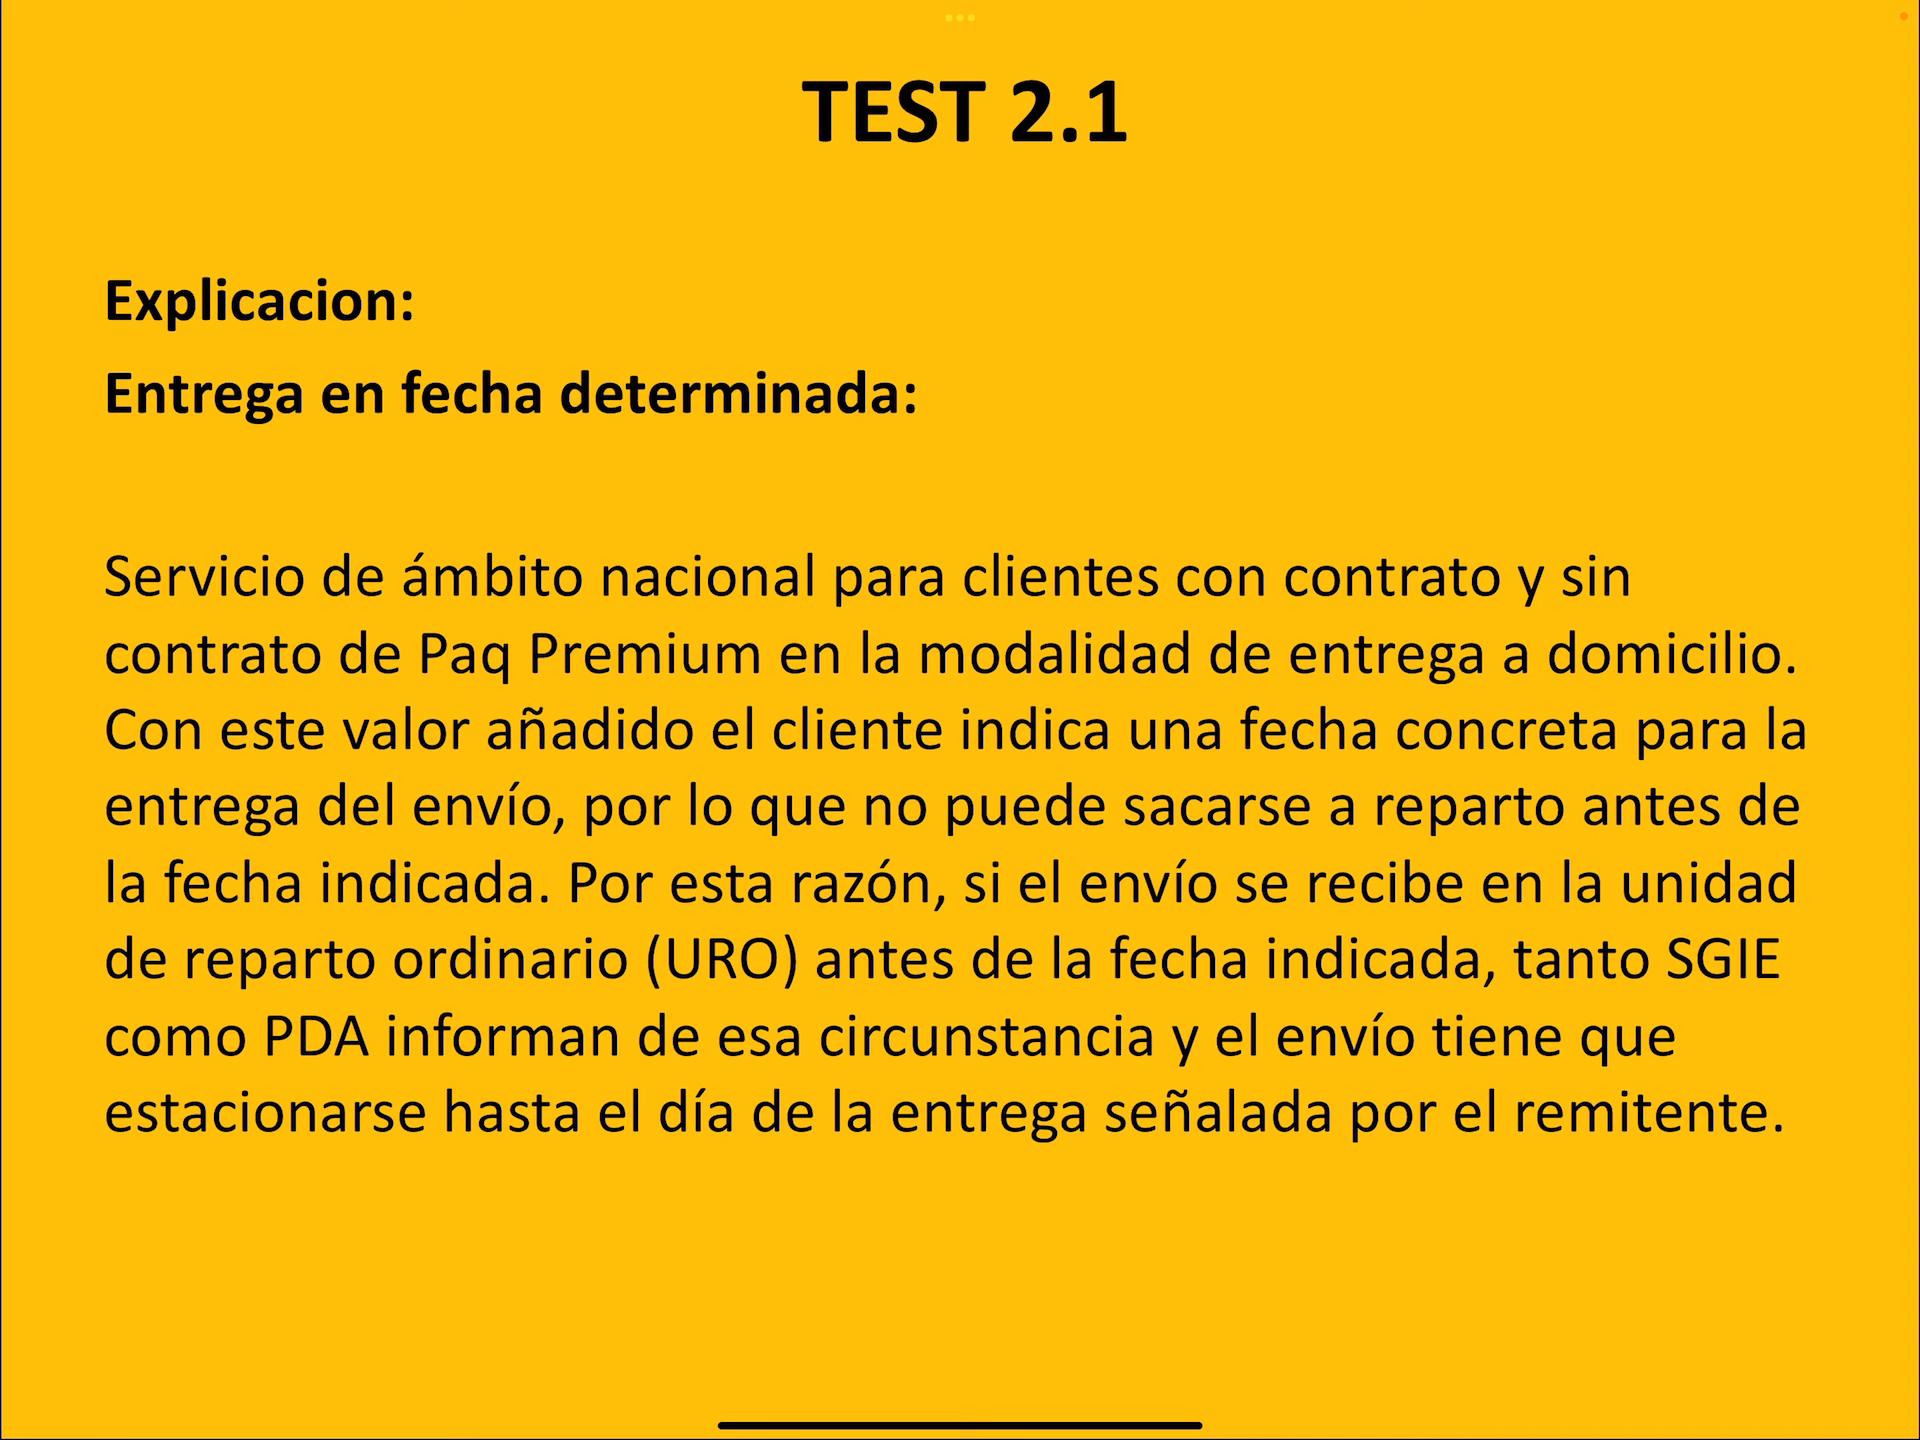 TEST 2.1
Explicacion:
Entrega en fecha determinada:
Servicio de ámbito nacional para clientes con contrato y sin
contrato de Paq Premium en la modalidad de entrega a domicilio.
Con este valor añadido el cliente indica una fecha concreta para la
entrega del envío, por lo que no puede sacarse a reparto antes de
la fecha indicada. Por esta razón, si el envío se recibe en la unidad
de reparto ordinario (URO) antes de la fecha indicada, tanto SGIE
como PDA informan de esa circunstancia y el envío tiene que
estacionarse hasta el día de la entrega señalada por el remitente.